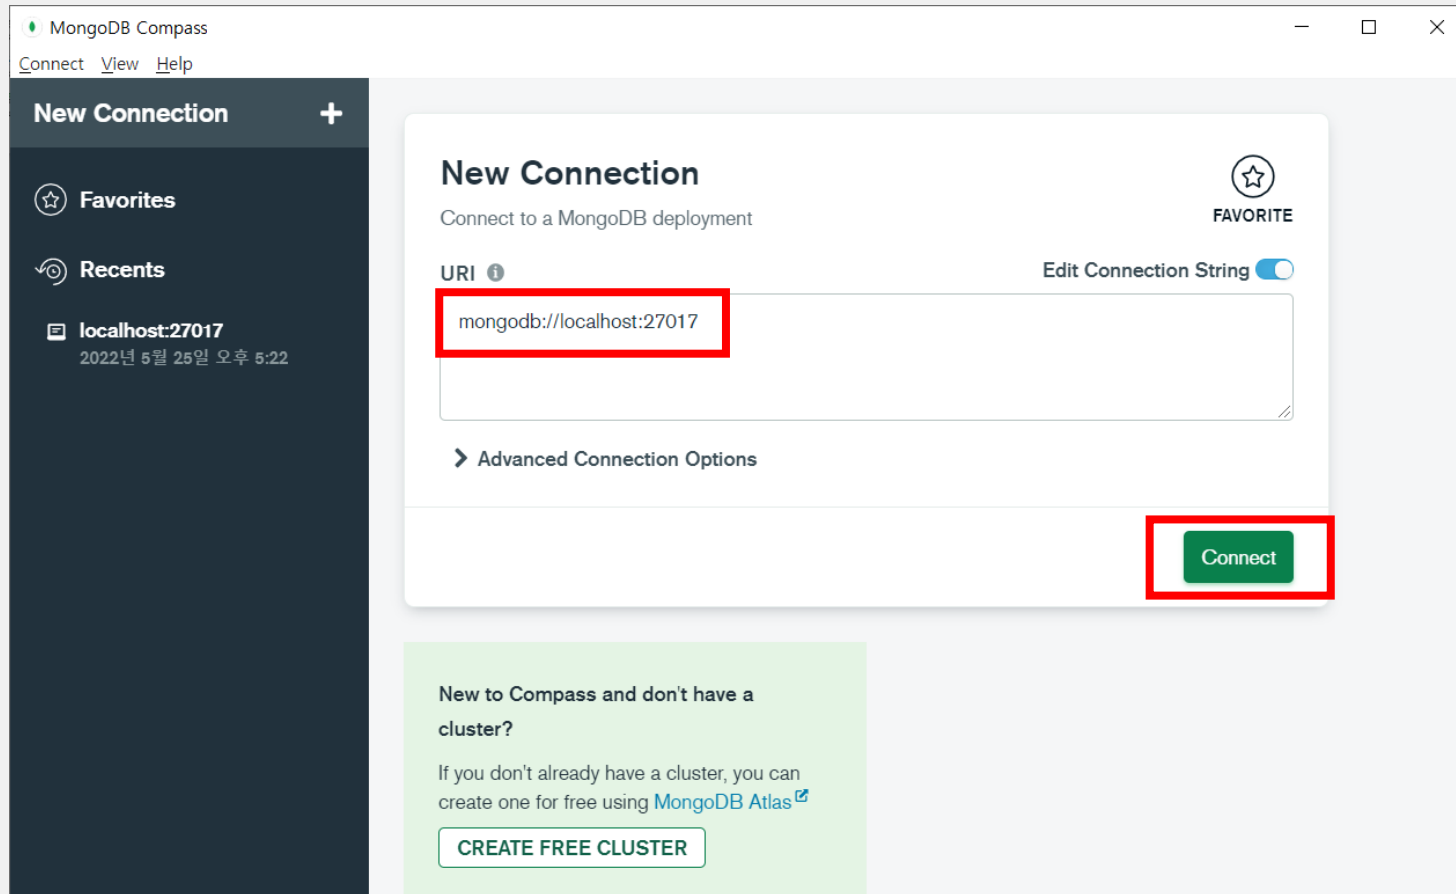 MongoDB Compass
Connect View Help
New Connection
Favorites
Recents
localhost:27017
2022년 5월 25일 오후 5:22
New Connection
Connect to a MongoDB deployment
FAVORITE
URI
Edit Connection String
mongodb://localhost:27017
Advanced Connection Options
Connect
New to Compass and don't have a
cluster?
If you don't already have a cluster, you can
create one for free using MongoDB Atlas
CREATE FREE CLUSTER